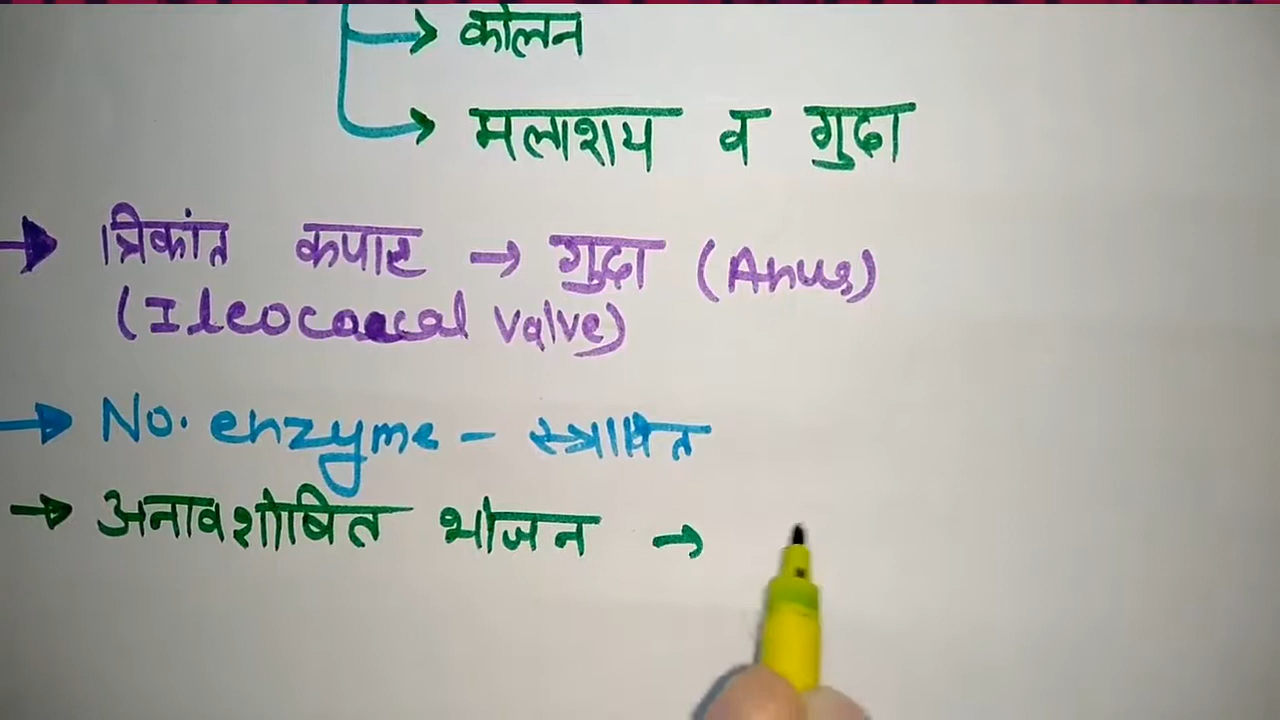 → कोलन
→ मलाशय व गुदा
→ त्रिकांत कपाट → गुदा (Anus)
(Ileocaecal valve)
→ No. enzyme - स्त्रावित
→ अनावशोषित भोजन →